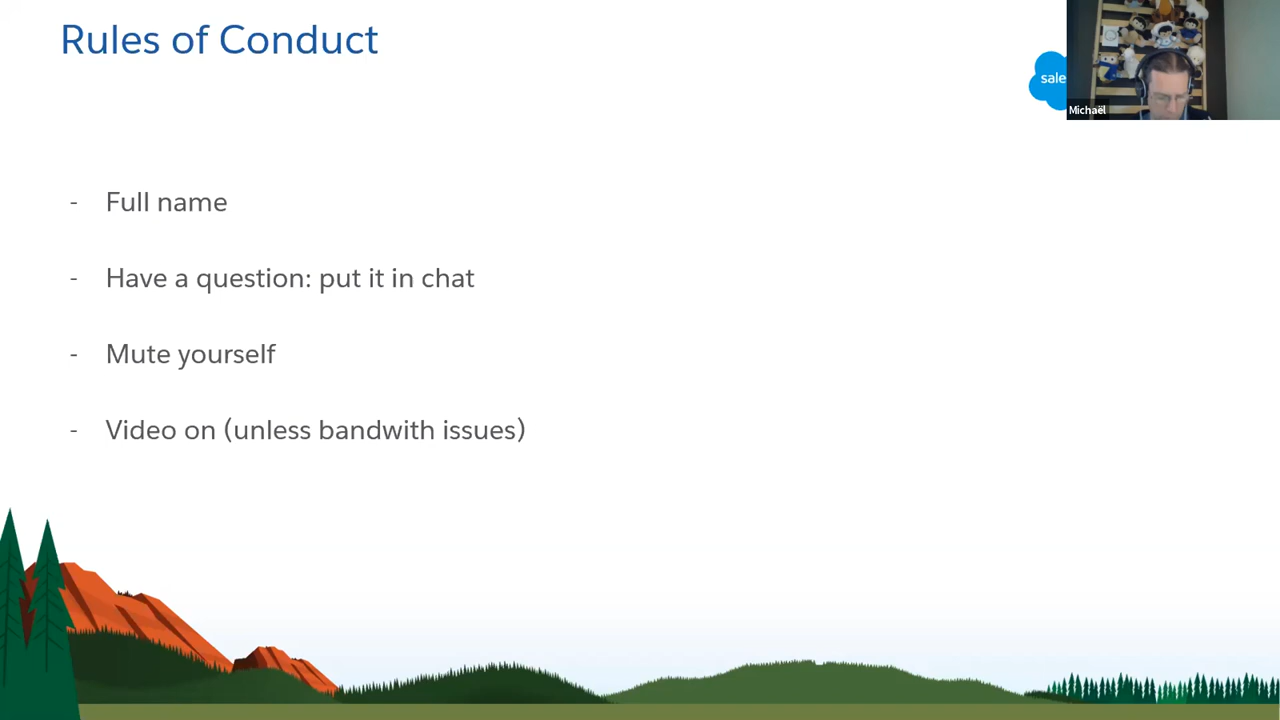 Rules of Conduct
sale
Michaël
- Full name
- Have a question: put it in chat
- Mute yourself
- Video on (unless bandwith issues)